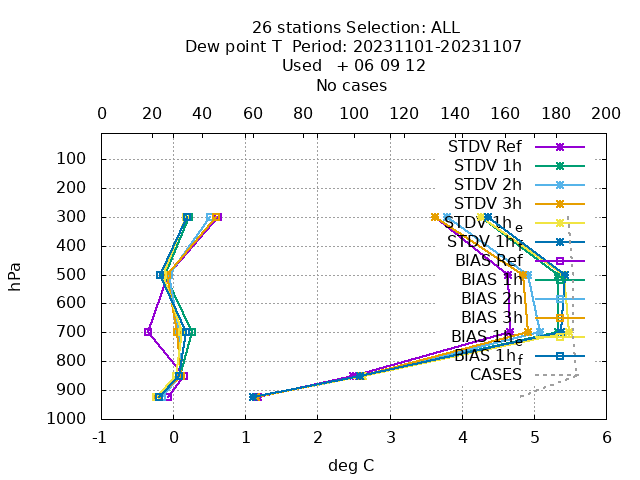 26 stations Selection: ALL
Dew point T  Period: 20231101-20231107
Used   + 06 09 12
No cases
0 20 40 60 80 100 120 140 160 180 200
100
200
300
400
500
600
700
800
900
1000
hPa
-1 0 1 2 3 4 5 6
deg C
STDV Ref
STDV 1h
STDV 2h
STDV 3h
STDV 1he
STDV 1hf
BIAS Ref
BIAS 1h
BIAS 2h
BIAS 3h
BIAS 1he
BIAS 1hf
CASES